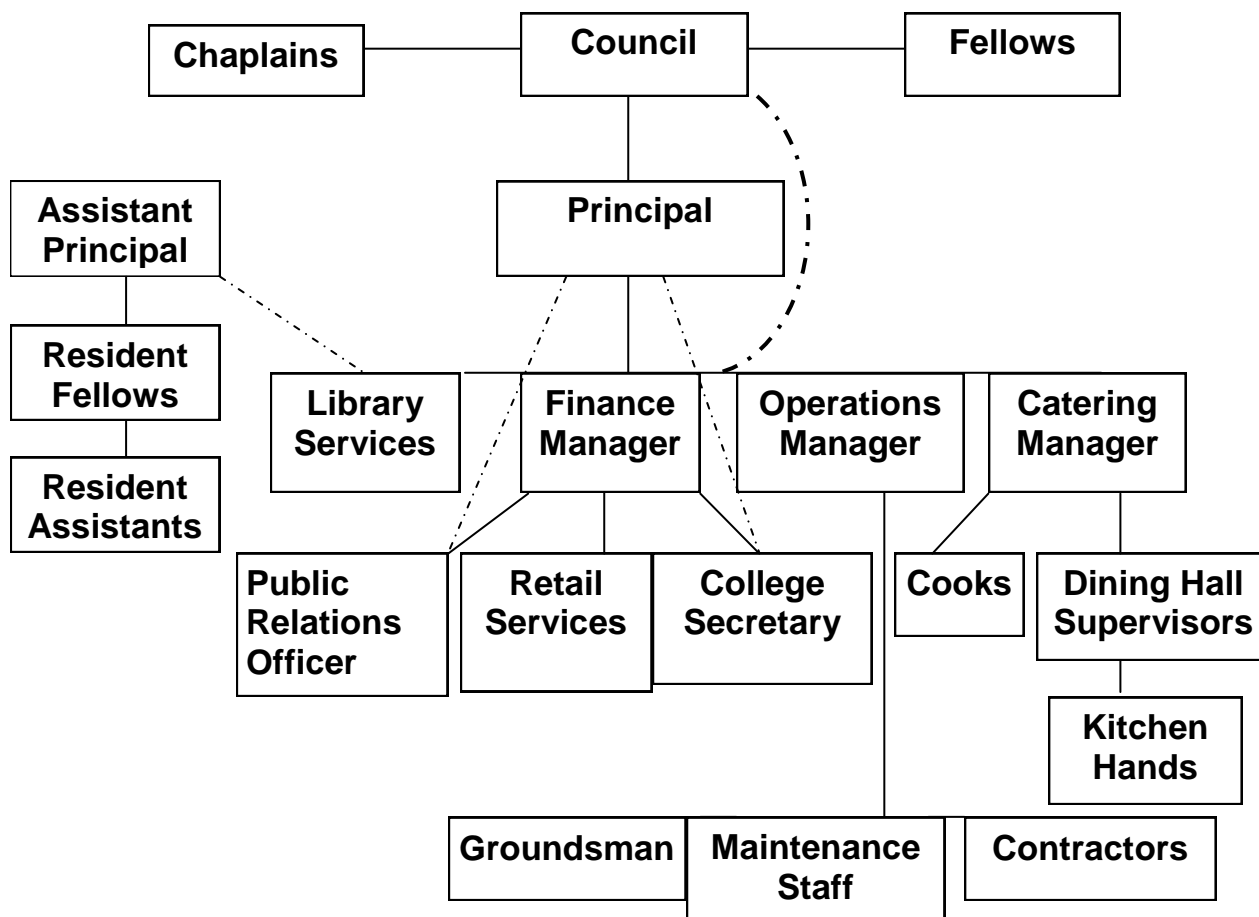 Chaplains
Council
Fellows
Assistant
Principal
Principal
Resident
Fellows
Library
Services
Finance
Manager
Operations
Manager
Catering
Manager
Resident
Assistants
Public
Relations
Officer
Retail
Services
College
Secretary
Cooks
Dining Hall
Supervisors
Kitchen
Hands
Groundsman
Maintenance
Staff
Contractors